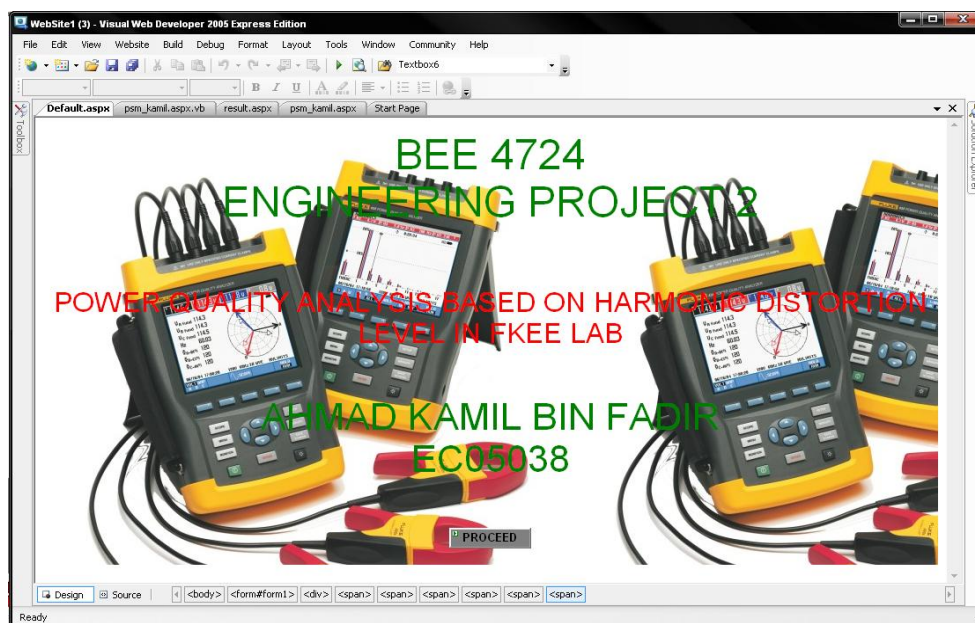 WebSite1 (3) - Visual Web Developer 2005 Express Edition
File Edit View Website Build Debug Format Layout Tools Window Community Help
Textbox6
B I U
Default.aspx psm_kamil.aspx.vb result.aspx psm_kamil.aspx Start Page
Toolbox
Solution Explorer
BEE 4724
ENGINEERING PROJECT 2
POWER QUALITY ANALYSIS BASED ON HARMONIC DISTORTION
LEVEL IN FKEE LAB
AHMAD KAMIL BIN FADIR
EC05038
PROCEED
Design Source <body> <form#form1> <div> <span> <span> <span> <span> <span> <span>
Ready